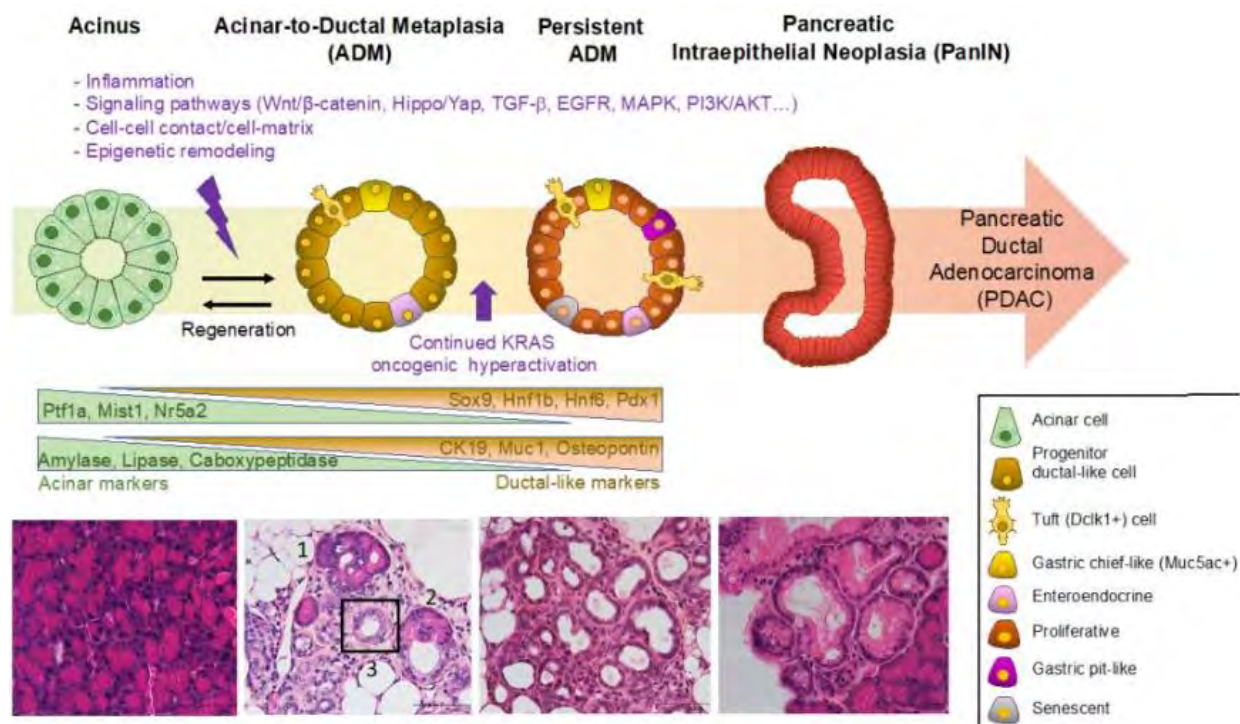 Acinus
Acinar-to-Ductal Metaplasia
(ADM)
Persistent
ADM
Pancreatic
Intraepithelial Neoplasia (PanIN)
- Inflammation
- Signaling pathways (Wnt/β-catenin, Hippo/Yap, TGF-β, EGFR, MAPK, PI3K/AKT…)
- Cell-cell contact/cell-matrix
- Epigenetic remodeling
Regeneration
Continued KRAS
oncogenic hyperactivation
Pancreatic
Ductal
Adenocarcinoma
(PDAC)
Ptf1a, Mist1, Nr5a2
Sox9, Hnf1b, Hnf6, Pdx1
Amylase, Lipase, Caboxypeptidase
CK19, Muc1, Osteopontin
Acinar markers
Ductal-like markers
1
2
3
Acinar cell
Progenitor
ductal-like cell
Tuft (Dclk1+) cell
Gastric chief-like (Muc5ac+)
Enteroendocrine
Proliferative
Gastric pit-like
Senescent